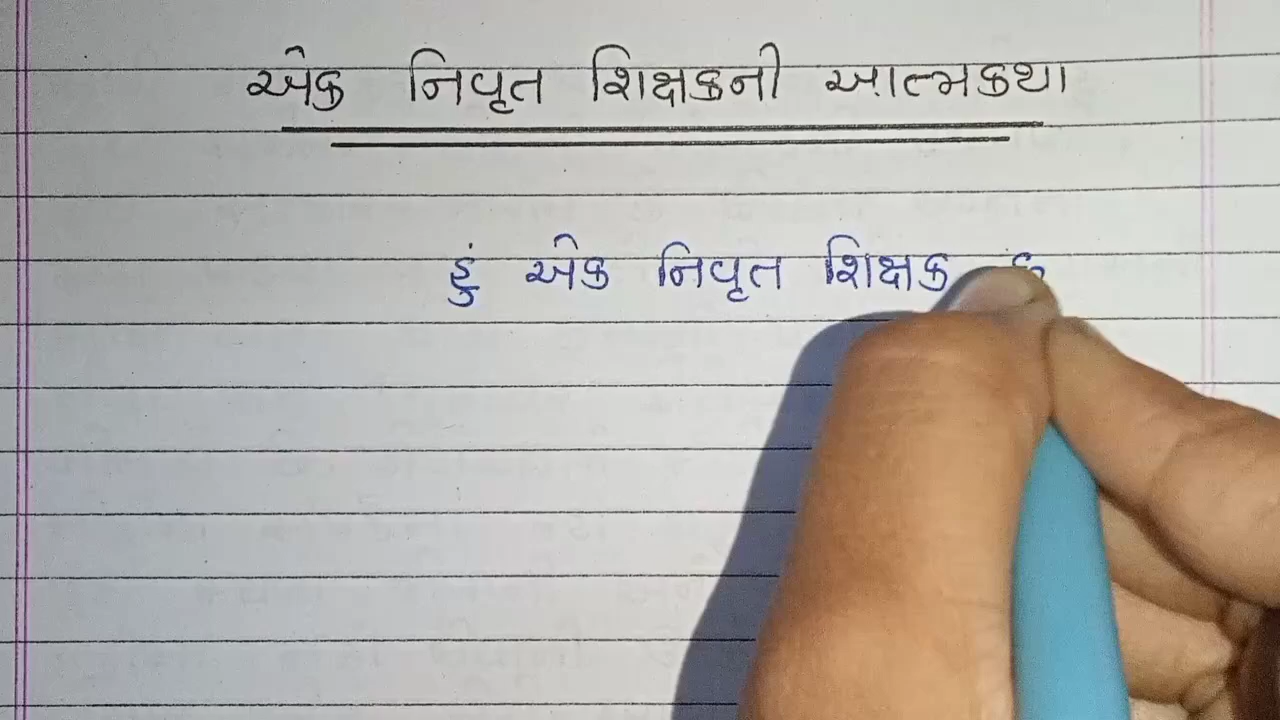 એક નિવૃત શિક્ષકની આત્મકથા
હું એક નિવૃત શિક્ષક